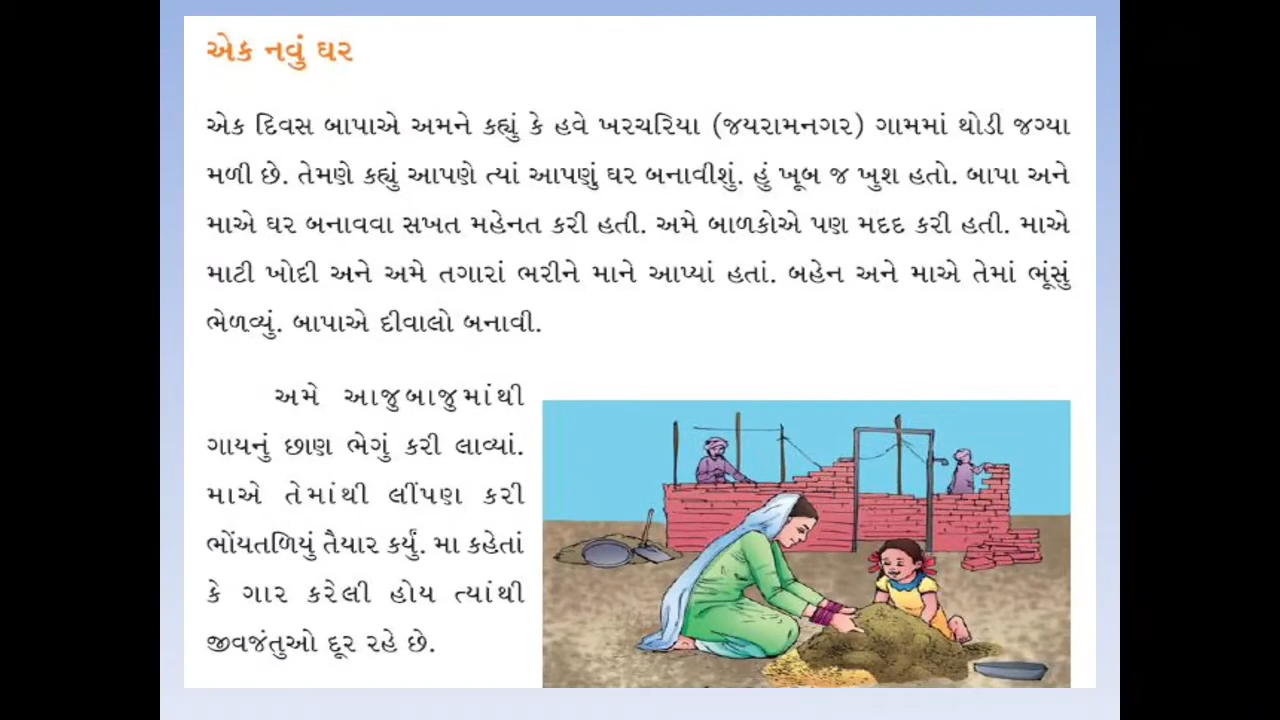 એક નવું ઘર
એક દિવસ બાપાએ અમને કહ્યું કે હવે ખરચરિયા (જયરામનગર) ગામમાં થોડી જગ્યા
મળી છે. તેમણે કહ્યું આપણે ત્યાં આપણું ઘર બનાવીશું. હું ખૂબ જ ખુશ હતો. બાપા અને
માએ ઘર બનાવવા સખત મહેનત કરી હતી. અમે બાળકોએ પણ મદદ કરી હતી. માએ
માટી ખોદી અને અમે તગારાં ભરીને માને આપ્યાં હતાં. બહેન અને માએ તેમાં ભૂંસું
ભેળવ્યું. બાપાએ દીવાલો બનાવી.
અમે આજુબાજુમાંથી
ગાયનું છાણ ભેગું કરી લાવ્યાં.
માએ તેમાંથી લીંપણ કરી
ભોંયતળિયું તૈયાર કર્યું. મા કહેતાં
કે ગાર કરેલી હોય ત્યાંથી
જીવજંતુઓ દૂર રહે છે.